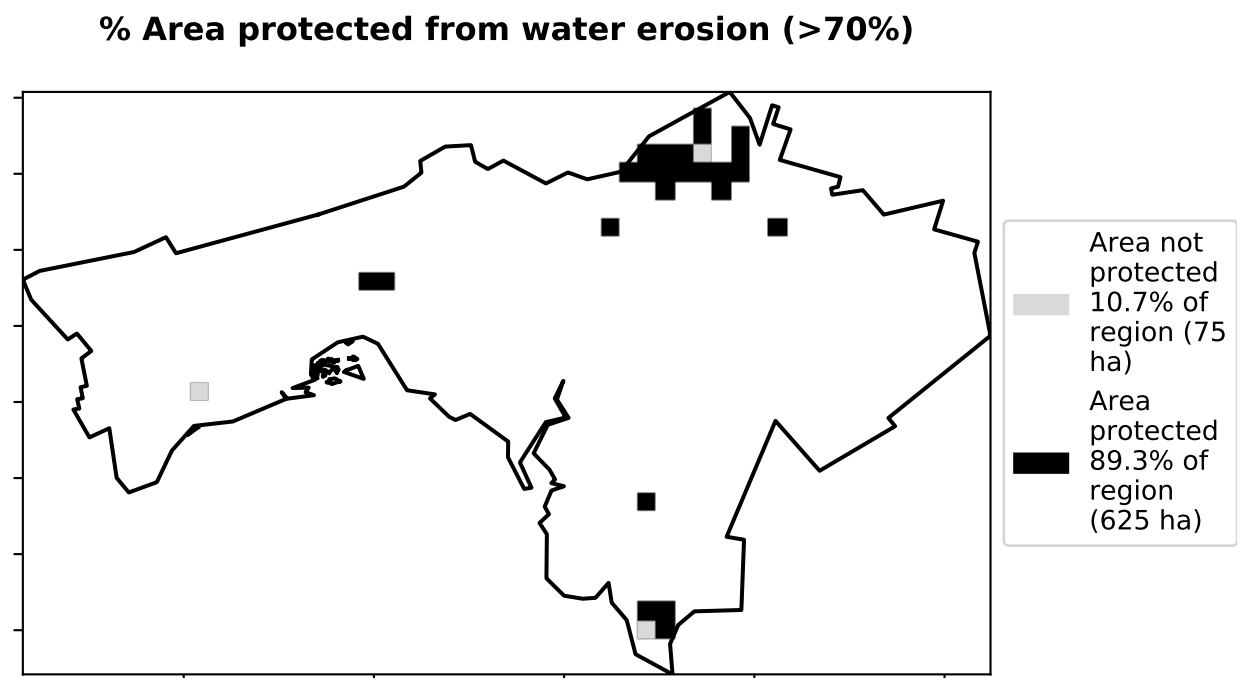 % Area protected from water erosion (>70%)
Area not
protected
10.7% of
region (75
ha)
Area
protected
89.3% of
region
(625 ha)